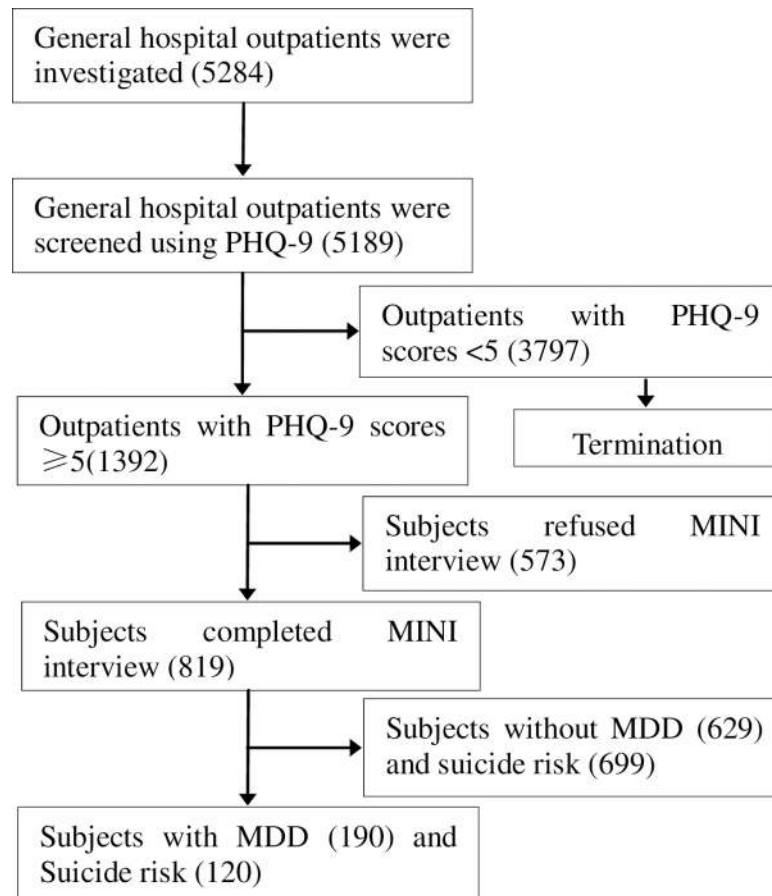 General hospital outpatients were
investigated (5284)
General hospital outpatients were
screened using PHQ-9 (5189)
Outpatients with PHQ-9
scores <5 (3797)
Outpatients with PHQ-9 scores
⩾5(1392)
Termination
Subjects refused MINI
interview (573)
Subjects completed MINI
interview (819)
Subjects without MDD (629)
and suicide risk (699)
Subjects with MDD (190) and
Suicide risk (120)